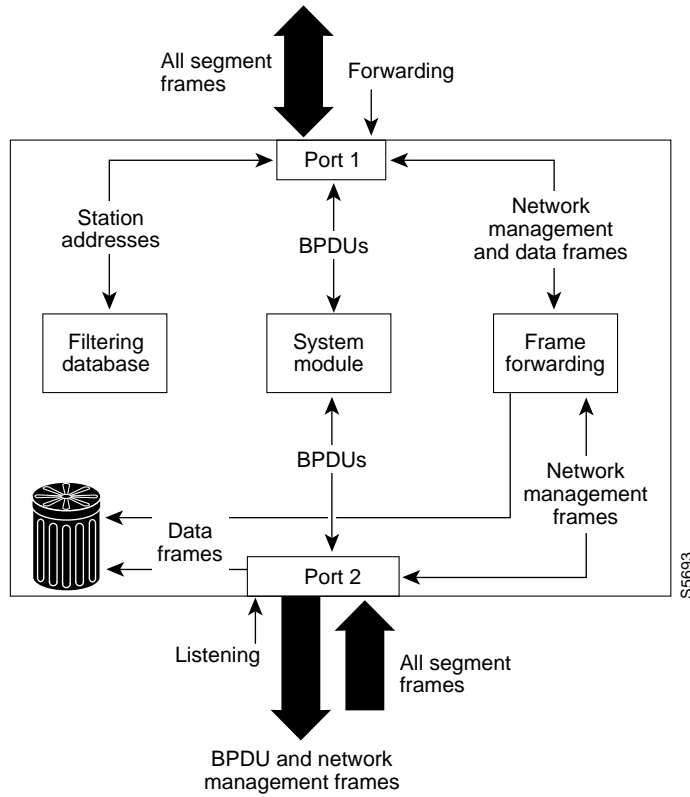 All segment
frames
Forwarding
Port 1
Station
addresses
BPDUs
Network
management
and data frames
Filtering
database
System
module
Frame
forwarding
BPDUs
Network
management
frames
Data
frames
Port 2
S5693
Listening
All segment
frames
BPDU and network
management frames